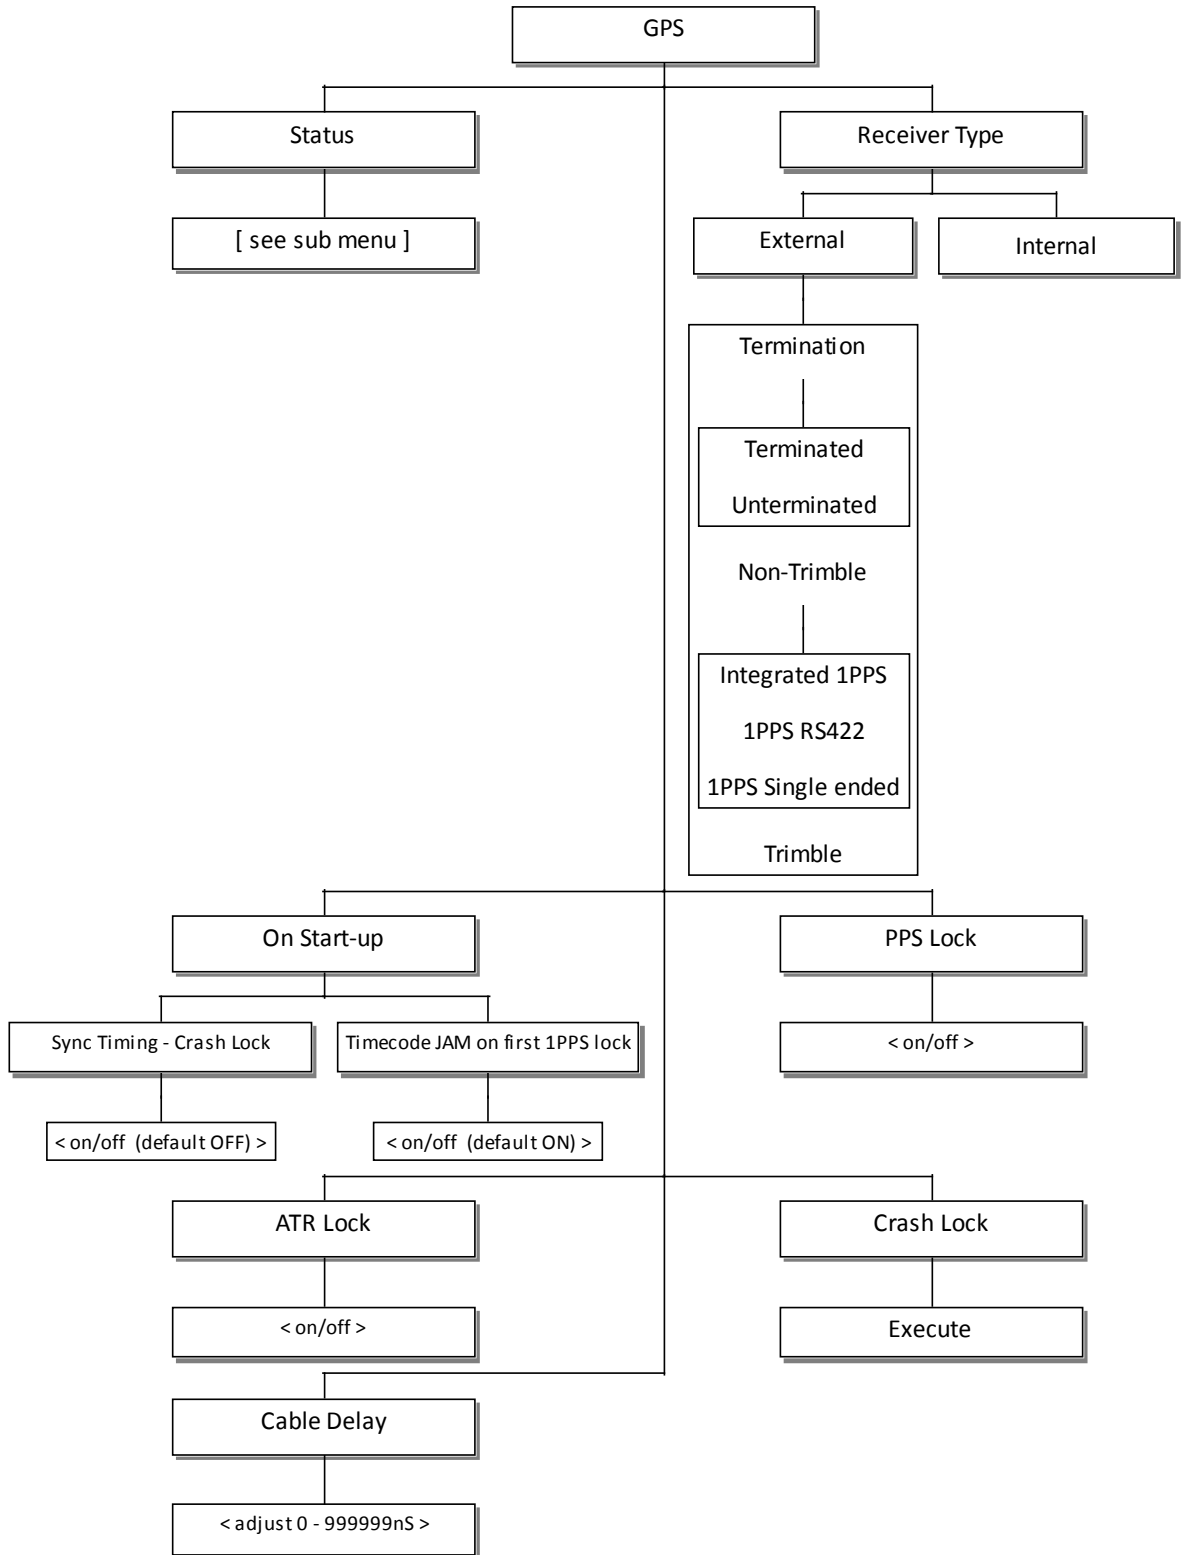 GPS
Status
Receiver Type
[ see sub menu ]
External
Internal
Termination
Terminated
Unterminated
Non-Trimble
Integrated 1PPS
1PPS RS422
1PPS Single ended
Trimble
On Start-up
PPS Lock
Sync Timing - Crash Lock
Timecode JAM on first 1PPS lock
< on/off >
< on/off (default OFF) >
< on/off (default ON) >
ATR Lock
Crash Lock
< on/off >
Execute
Cable Delay
< adjust 0 - 999999nS >